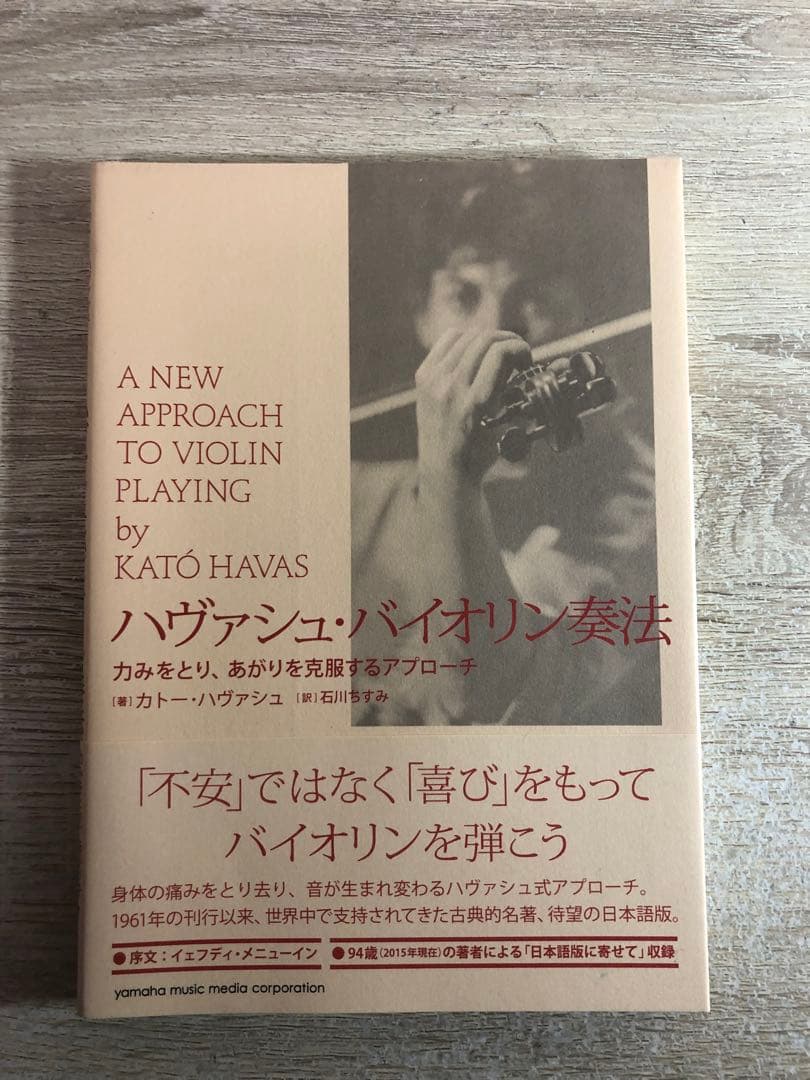 A NEW
APPROACH
TO VIOLIN
PLAYING
by
KATÓ HAVAS
ハヴァシュ・バイオリン奏法
力みをとり、あがりを克服するアプローチ
[著]カトー・ハヴァシュ [訳]石川ちすみ
「不安」ではなく「喜び」をもって
バイオリンを弾こう
身体の痛みをとり去り、音が生まれ変わるハヴァシュ式アプローチ。
1961年の刊行以来、世界中で支持されてきた古典的名著、待望の日本語版。
●序文：イェフディ・メニューイン ●94歳(2015年現在)の著者による「日本語版に寄せて」収録
yamaha music media corporation